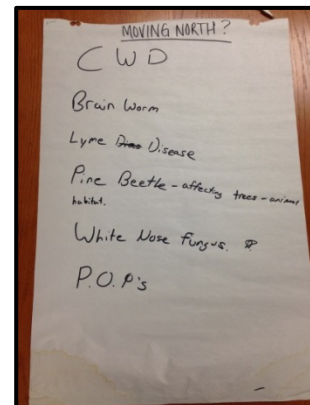 MOVING NORTH?
CWD
Brain Worm
Lyme Disease
Pine Beetle - affecting trees - animal
habitat.
White Nose Fungus.
P.O.P's